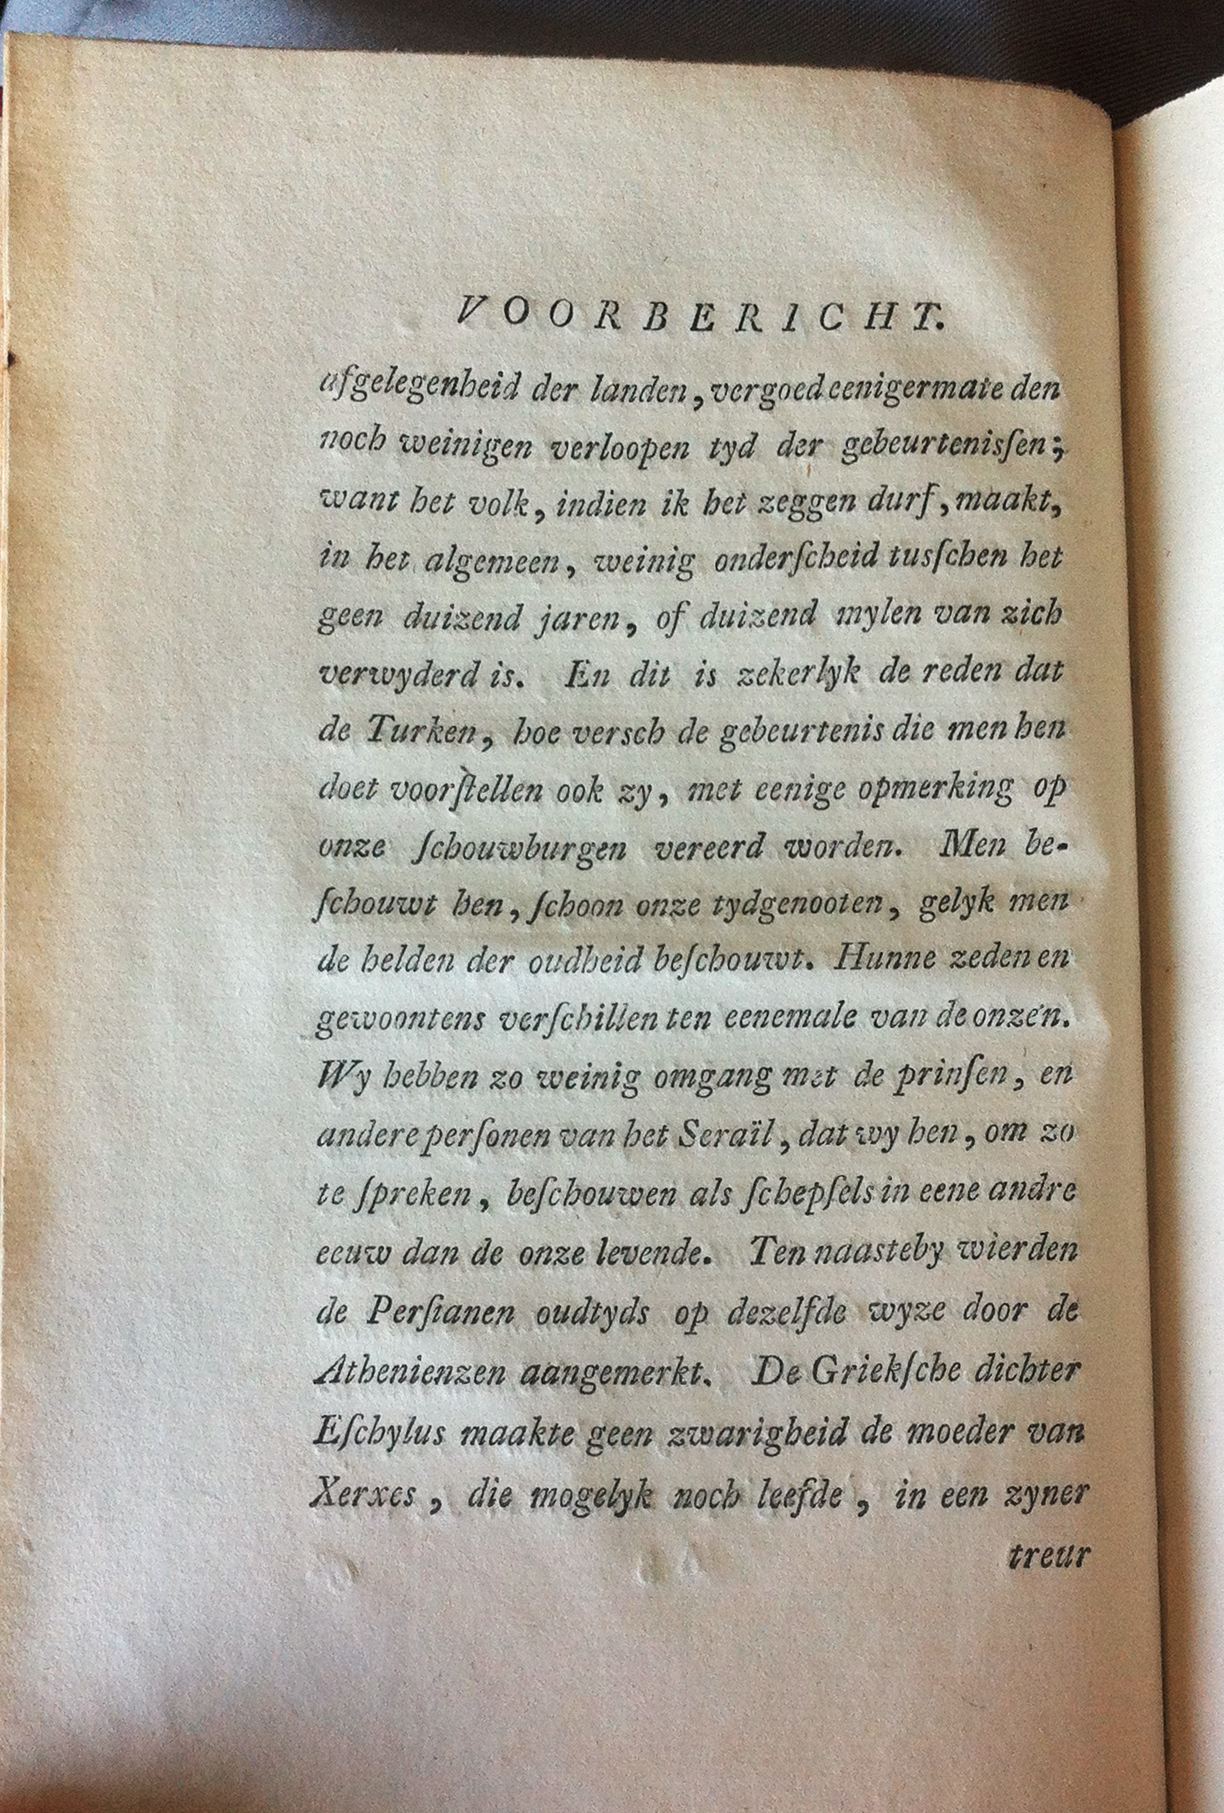 VOORBERICHT.
afgelegenheid der landen, vergoed eenigermate den
noch weinigen verloopen tyd der gebeurtenisſen;
want het volk, indien ik het zeggen durf, maakt,
in het algemeen, weinig onderſcheid tusſchen het
geen duizend jaren, of duizend mylen van zich
verwyderd is. En dit is zekerlyk de reden dat
de Turken, hoe versch de gebeurtenis die men hen
doet voorſtellen ook zy, met eenige opmerking op
onze ſchouwburgen vereerd worden. Men be-
ſchouwt hen, ſchoon onze tydgenooten, gelyk men
de helden der oudheid beſchouwt. Hunne zeden en
gewoontens verſchillen ten eenemale van de onzen.
Wy hebben zo weinig omgang met de prinſen, en
andere perſonen van het Seraïl, dat wy hen, om zo
te ſpreken, beſchouwen als ſchepſels in eene andre
eeuw dan de onze levende. Ten naasteby wierden
de Perſianen oudtyds op dezelfde wyze door de
Athenienzen aangemerkt. De Griekſche dichter
Eſchylus maakte geen zwarigheid de moeder van
Xerxes, die mogelyk noch leefde, in een zyner
treur